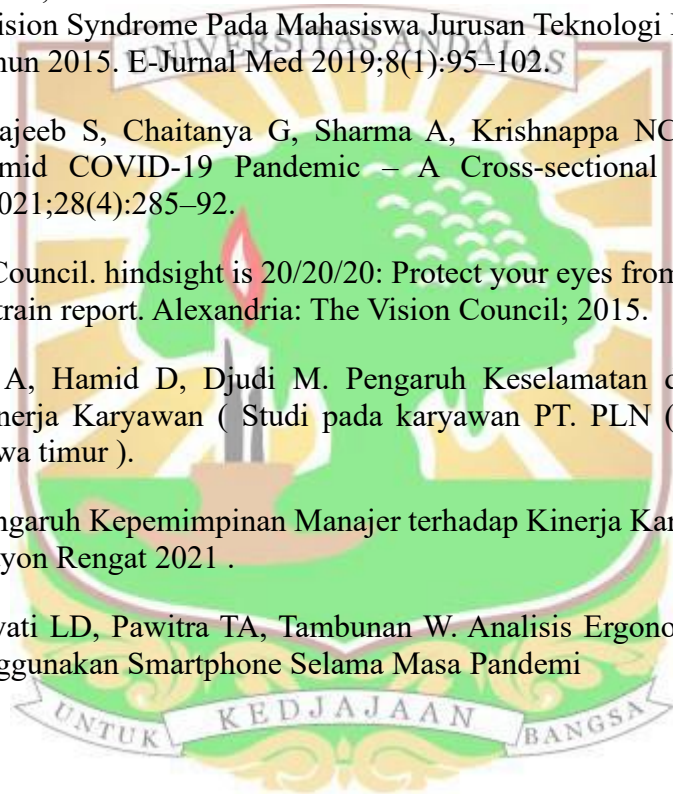 ision Syndrome Pada Mahasiswa Jurusan Teknologi
UNIVERSITAS ANDALAS
hun 2015. E-Jurnal Med 2019;8(1):95–102.
ajeeb S, Chaitanya G, Sharma A, Krishnappa NC
mid COVID-19 Pandemic – A Cross-sectional
021;28(4):285–92.
Council. hindsight is 20/20/20: Protect your eyes from
train report. Alexandria: The Vision Council; 2015.
A, Hamid D, Djudi M. Pengaruh Keselamatan d
nerja Karyawan ( Studi pada karyawan PT. PLN (
wa timur ).
ngaruh Kepemimpinan Manajer terhadap Kinerja Kar
yon Rengat 2021 .
yati LD, Pawitra TA, Tambunan W. Analisis Ergono
ggunakan Smartphone Selama Masa Pandemi
UNTUK KEDJAJAAN BANGSA